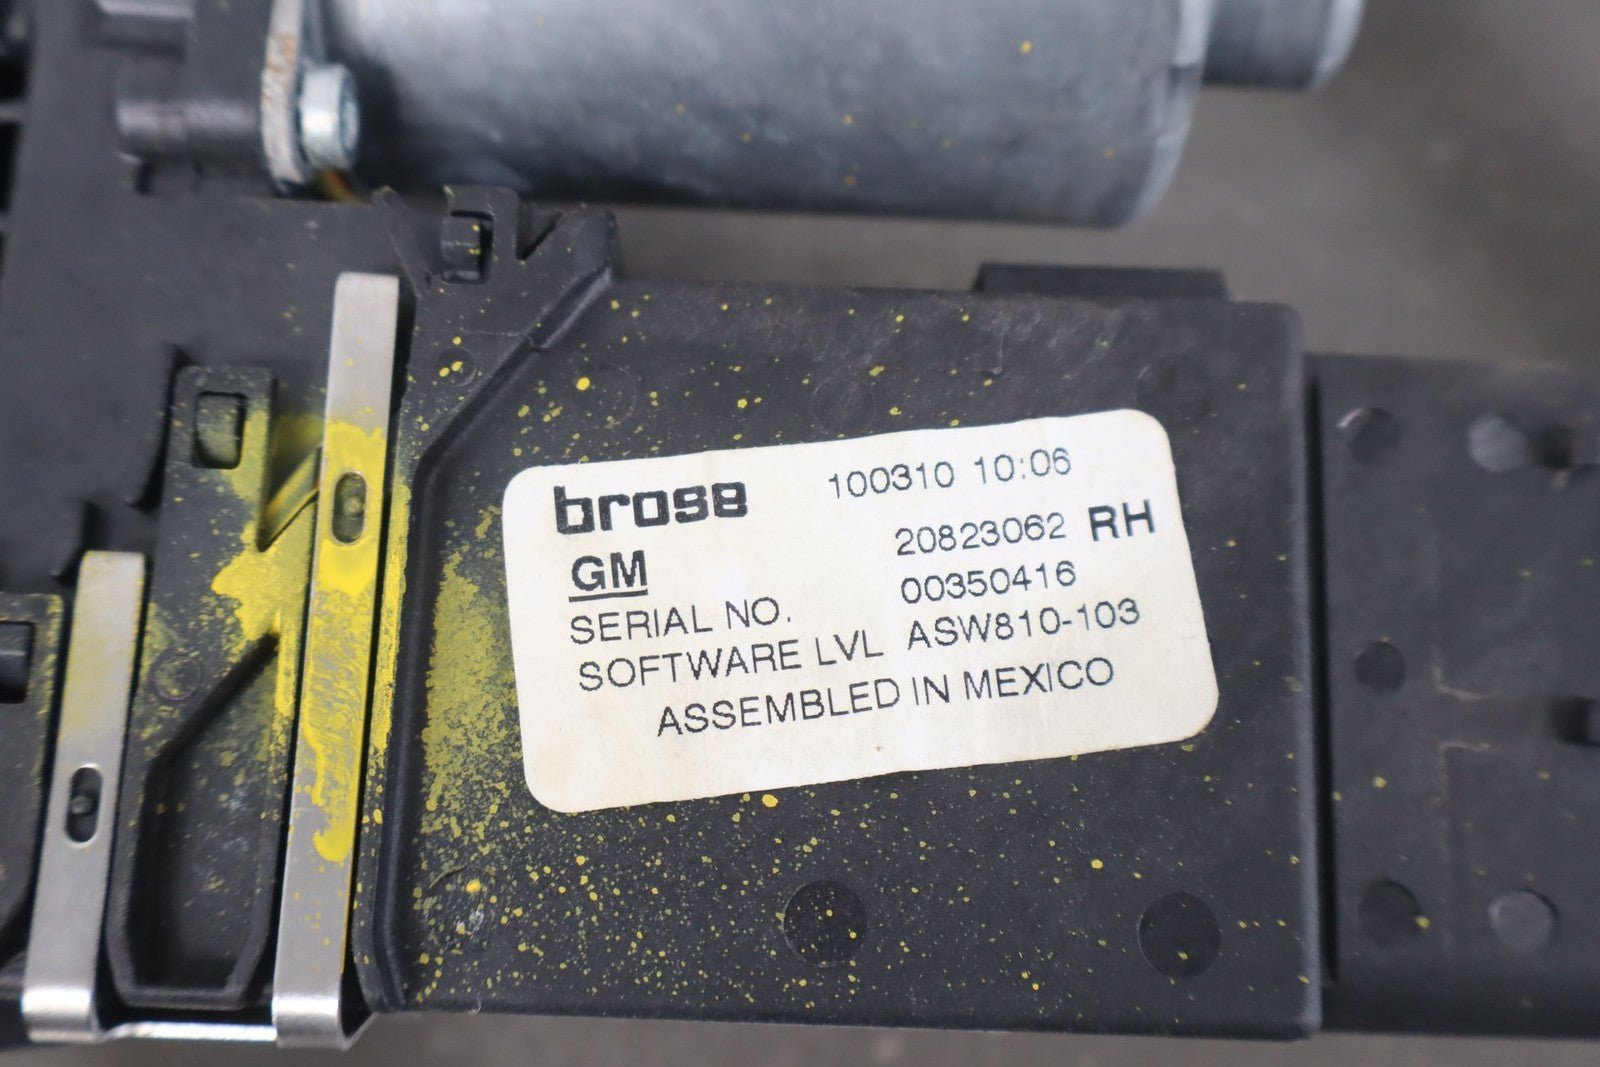 brose 100310 10:06
GM 20823062 RH
SERIAL NO. 00350416
SOFTWARE LVL ASW810-103
ASSEMBLED IN MEXICO